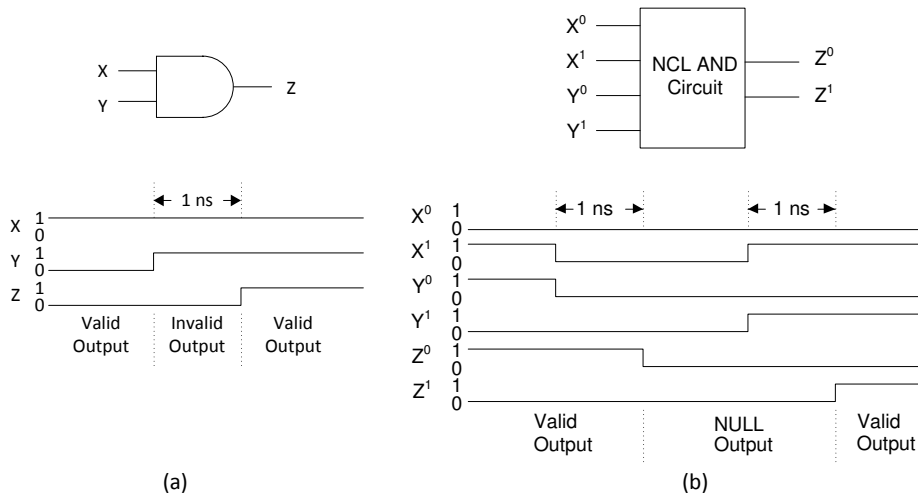 X
Y
Z
1 ns
X 1
0
Y 1
0
Z 1
0
Valid Output
Invalid Output
Valid Output
(a)
X⁰
X¹
Y⁰
Y¹
NCL AND
Circuit
Z⁰
Z¹
1 ns
1 ns
X⁰ 1
0
X¹ 1
0
Y⁰ 1
0
Y¹ 1
0
Z⁰ 1
0
Z¹ 1
0
Valid
Output
NULL
Output
Valid
Output
(b)